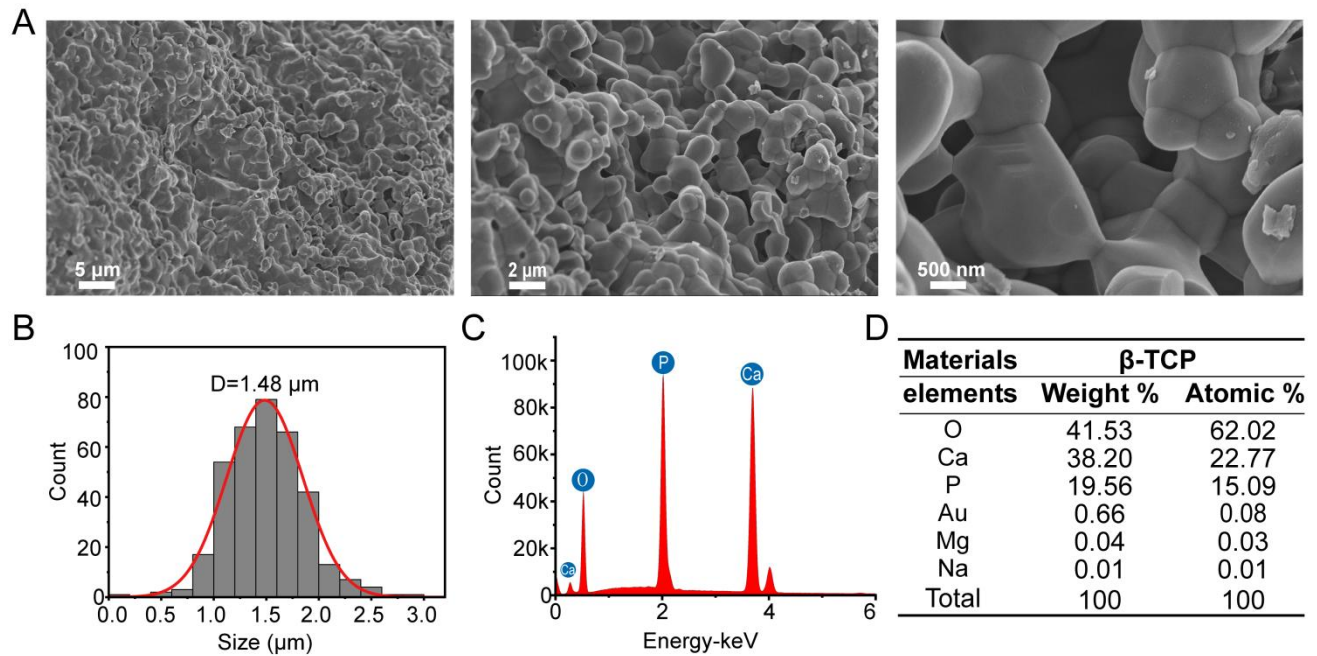 A
5 µm
2 µm
500 nm
B
100
80
60
40
20
0
Count
D=1.48 µm
0.0
0.5
1.0
1.5
2.0
2.5
3.0
Size (µm)
C
100k
80k
60k
40k
20k
0
Count
Ca
O
P
Ca
0
2
4
6
Energy-keV
D
Materials β-TCP
elements Weight % Atomic %
O 41.53 62.02
Ca 38.20 22.77
P 19.56 15.09
Au 0.66 0.08
Mg 0.04 0.03
Na 0.01 0.01
Total 100 100